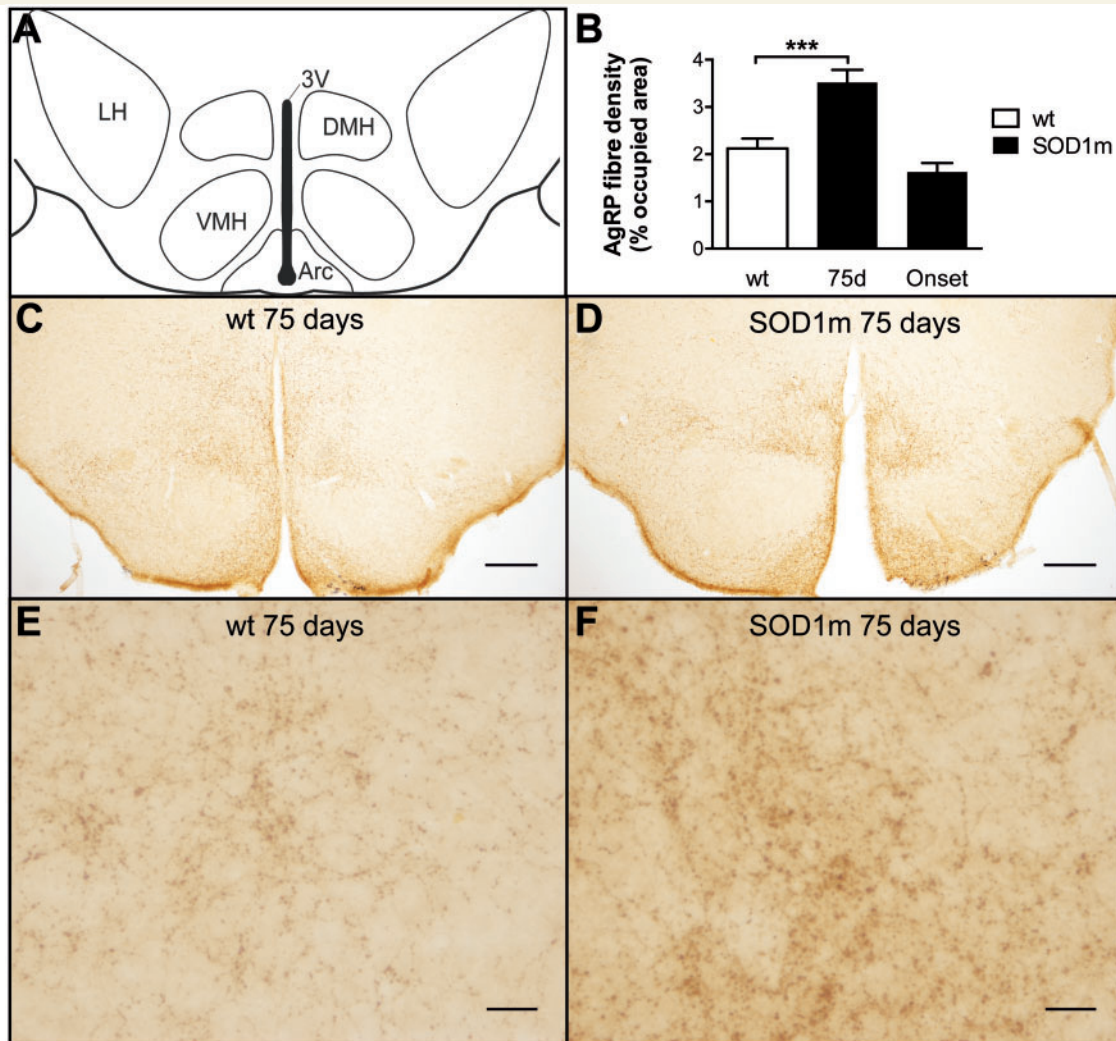 A
3V
LH
DMH
VMH
Arc
B
AgRP fibre density
(% occupied area)
4
3
2
1
0
***
wt
75d
Onset
wt
SOD1m
C
wt 75 days
D
SOD1m 75 days
E
wt 75 days
F
SOD1m 75 days